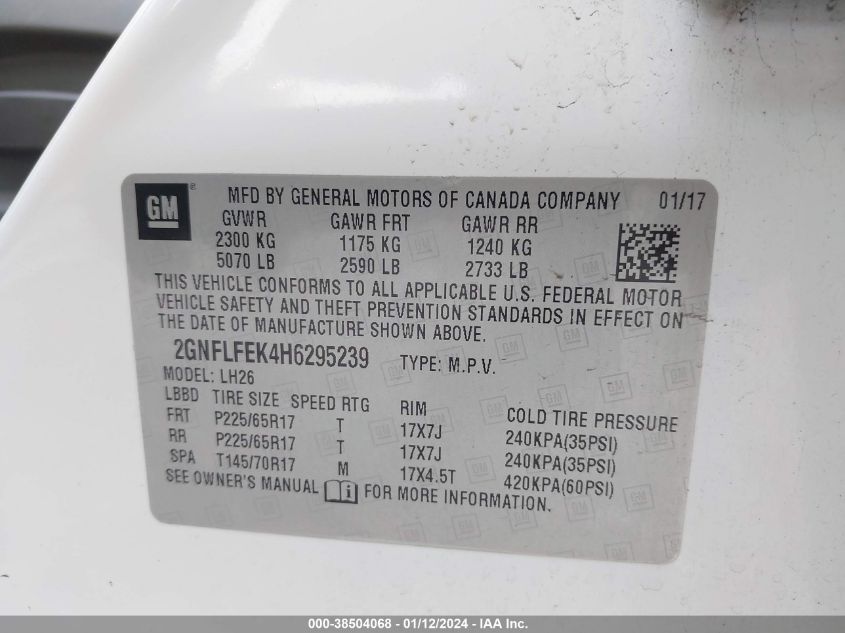 GM ® MFD BY GENERAL MOTORS OF CANADA COMPANY 01/17
GVWR GAWR FRT GAWR RR
2300 KG 1175 KG 1240 KG
5070 LB 2590 LB 2733 LB
THIS VEHICLE CONFORMS TO ALL APPLICABLE U.S. FEDERAL MOTOR
VEHICLE SAFETY AND THEFT PREVENTION STANDARDS IN EFFECT ON
THE DATE OF MANUFACTURE SHOWN ABOVE.
2GNFLFEK4H6295239 TYPE: M.P.V.
MODEL: LH26
LBBD TIRE SIZE SPEED RTG RIM COLD TIRE PRESSURE
FRT P225/65R17 T 17X7J 240KPA(35PSI)
RR P225/65R17 T 17X7J 240KPA(35PSI)
SPA T145/70R17 M 17X4.5T 420KPA(60PSI)
SEE OWNER'S MANUAL i FOR MORE INFORMATION.
000-38504068 - 01/12/2024 - IAA Inc.